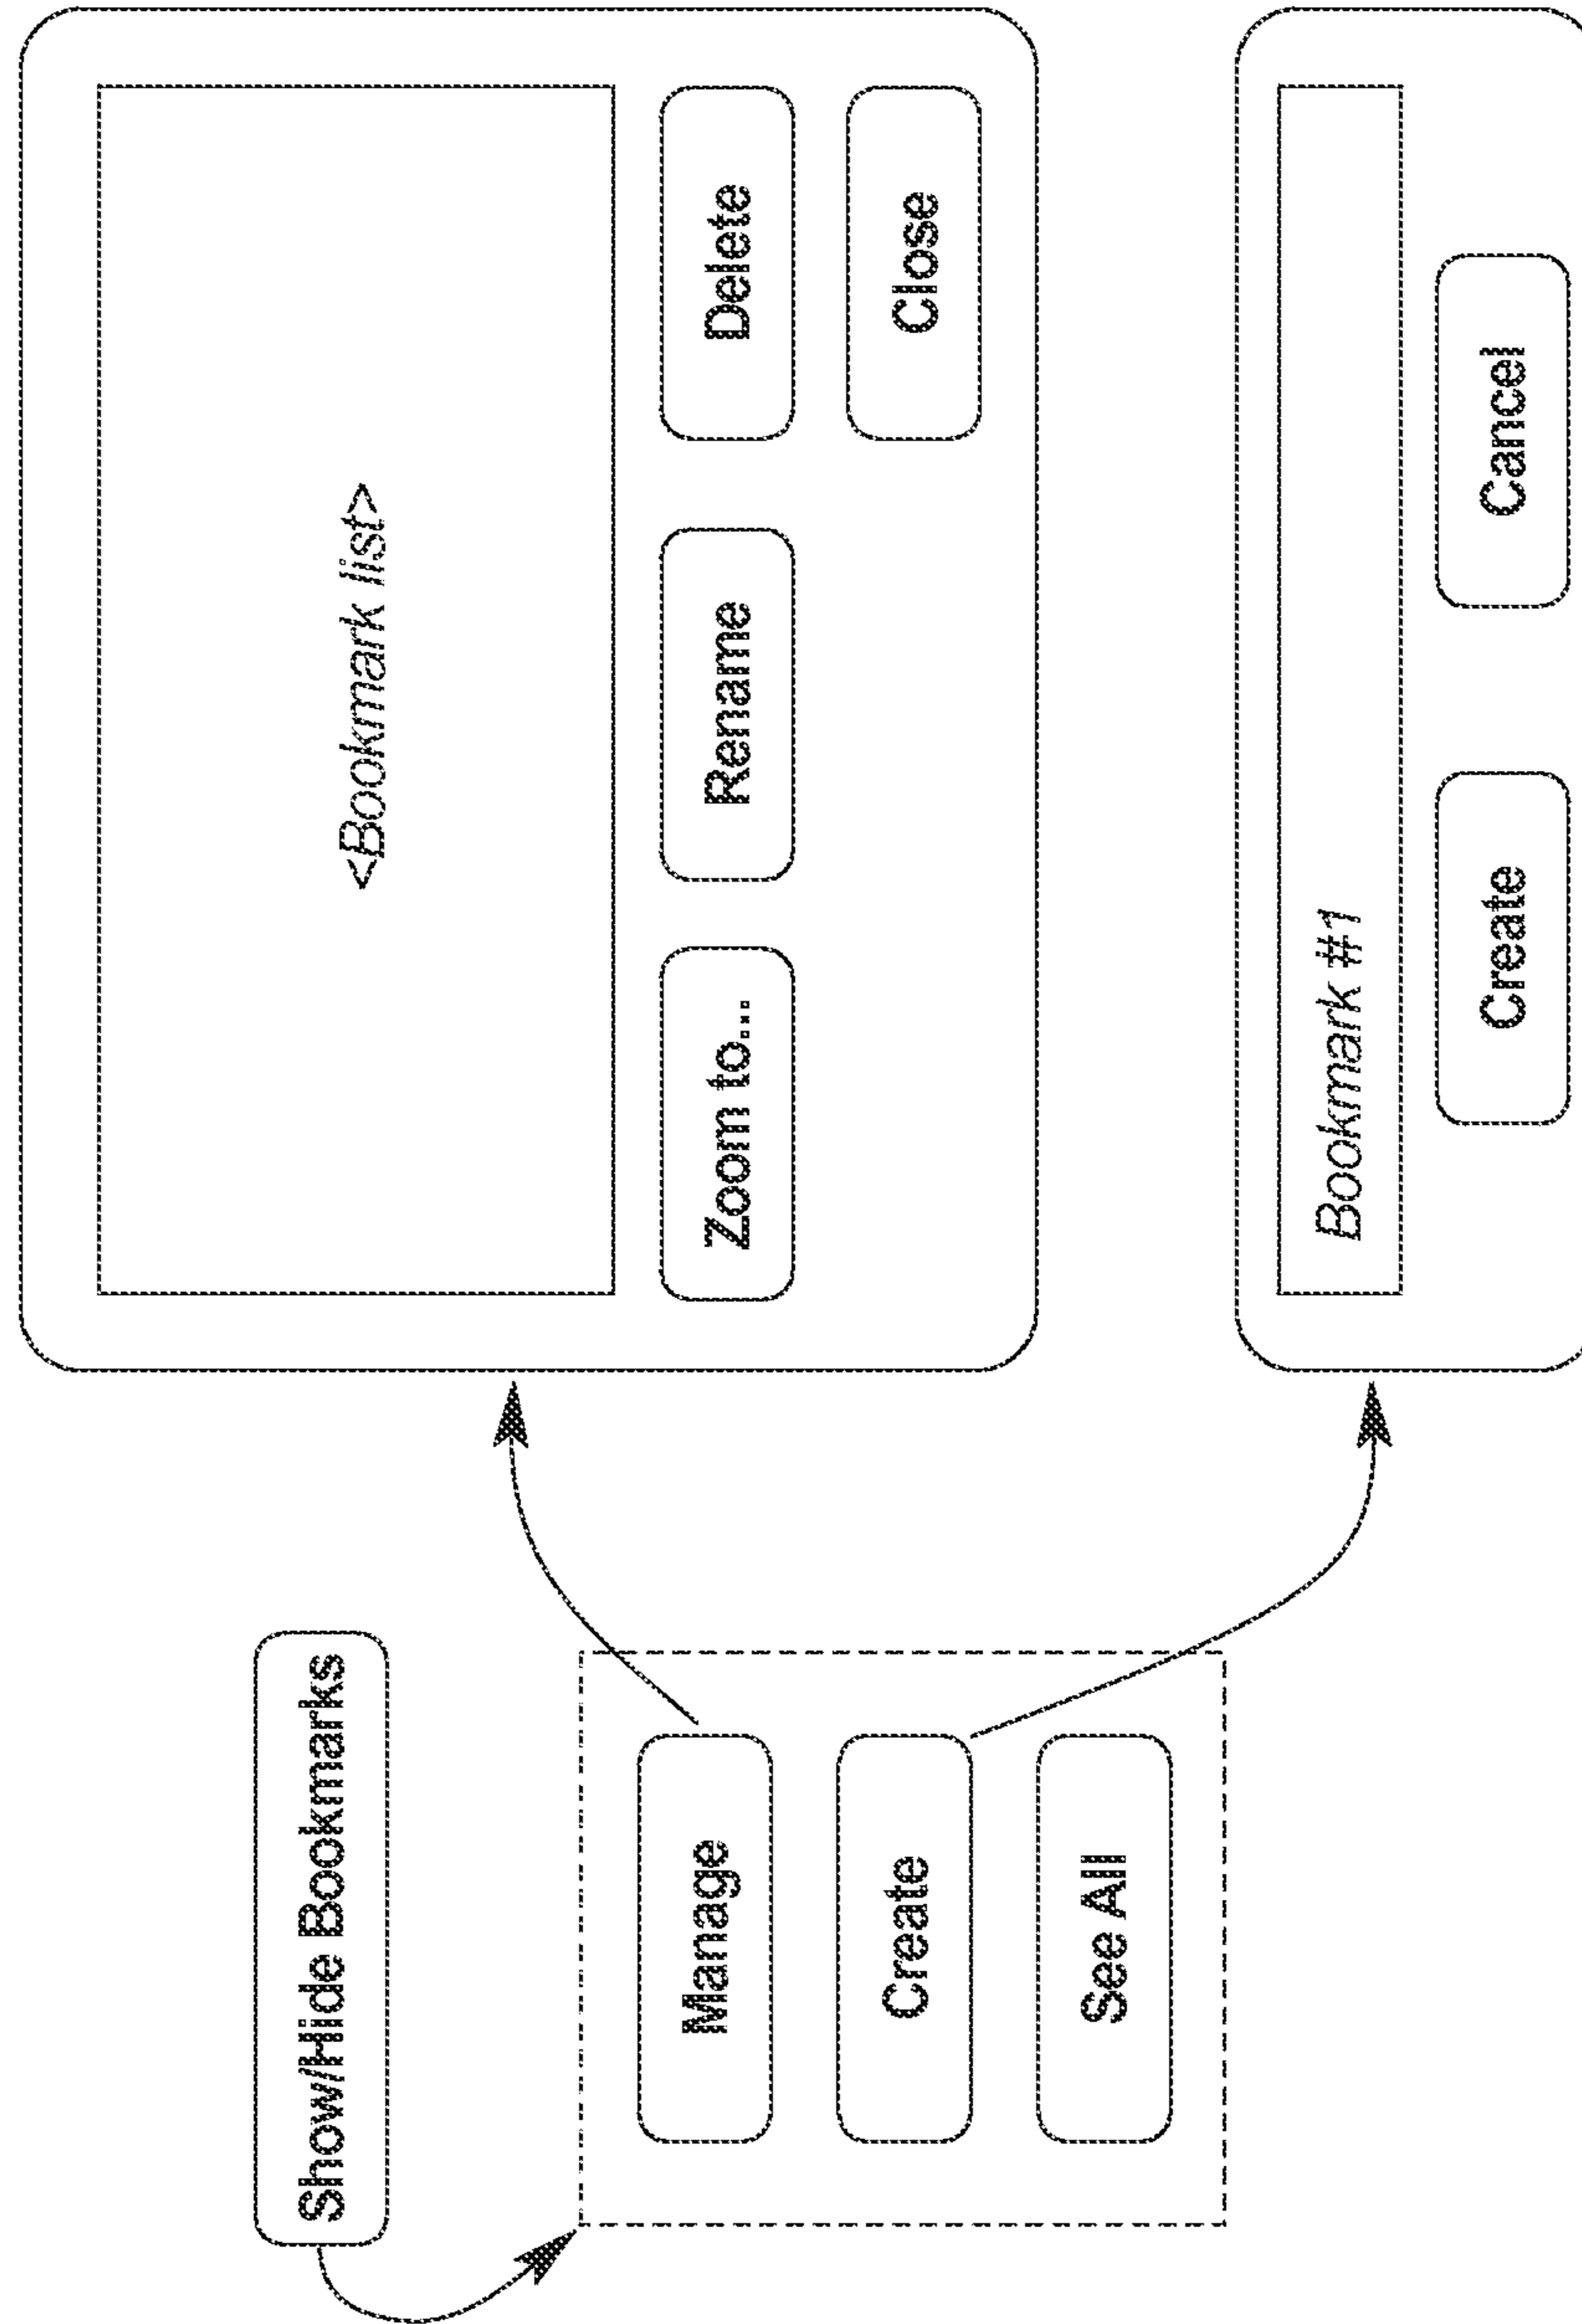 Show/Hide Bookmarks
Manage
Create
See All
<Bookmark list>
Zoom to...
Rename
Delete
Close
Bookmark #1
Create
Cancel